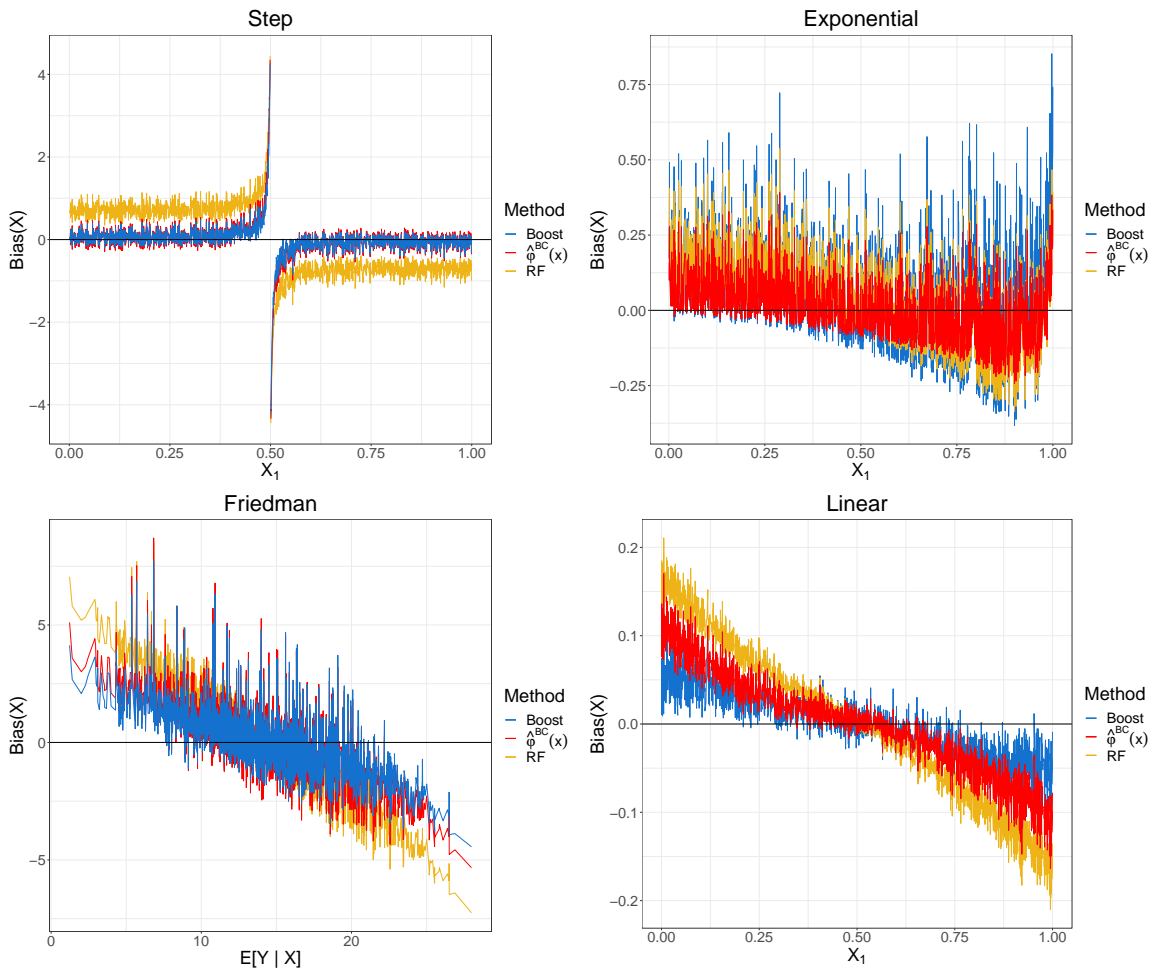 Step
Bias(X)
4
2
0
−2
−4
0.00 0.25 0.50 0.75 1.00
X₁
Method
Boost
φ̂ᴮᶜ(x)
RF
Exponential
Bias(X)
0.75
0.50
0.25
0.00
−0.25
0.00 0.25 0.50 0.75 1.00
X₁
Method
Boost
φ̂ᴮᶜ(x)
RF
Friedman
Bias(X)
5
0
−5
0 10 20
E[Y | X]
Method
Boost
φ̂ᴮᶜ(x)
RF
Linear
Bias(X)
0.2
0.1
0.0
−0.1
−0.2
0.00 0.25 0.50 0.75 1.00
X₁
Method
Boost
φ̂ᴮᶜ(x)
RF